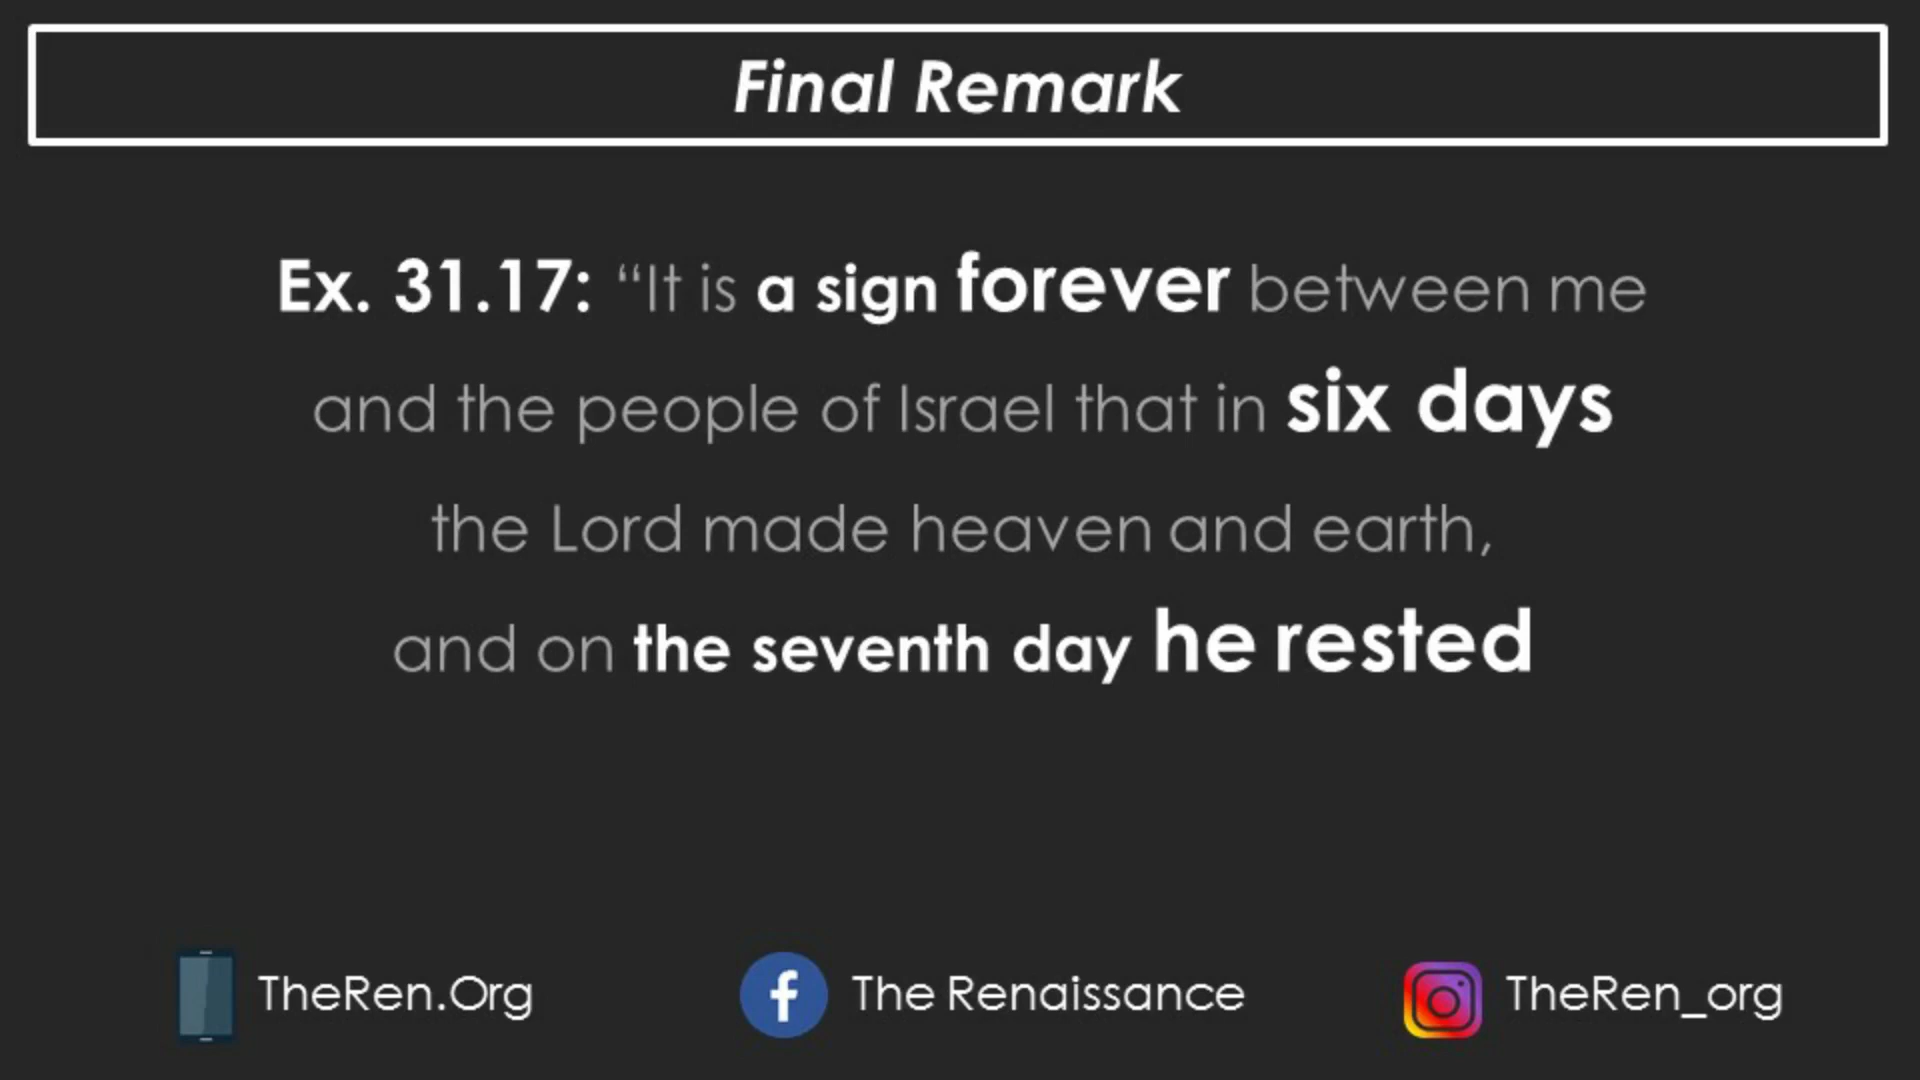 Final Remark
Ex. 31.17: “It is a sign forever between me
and the people of Israel that in six days
the Lord made heaven and earth,
and on the seventh day he rested
TheRen.Org
The Renaissance
TheRen_org